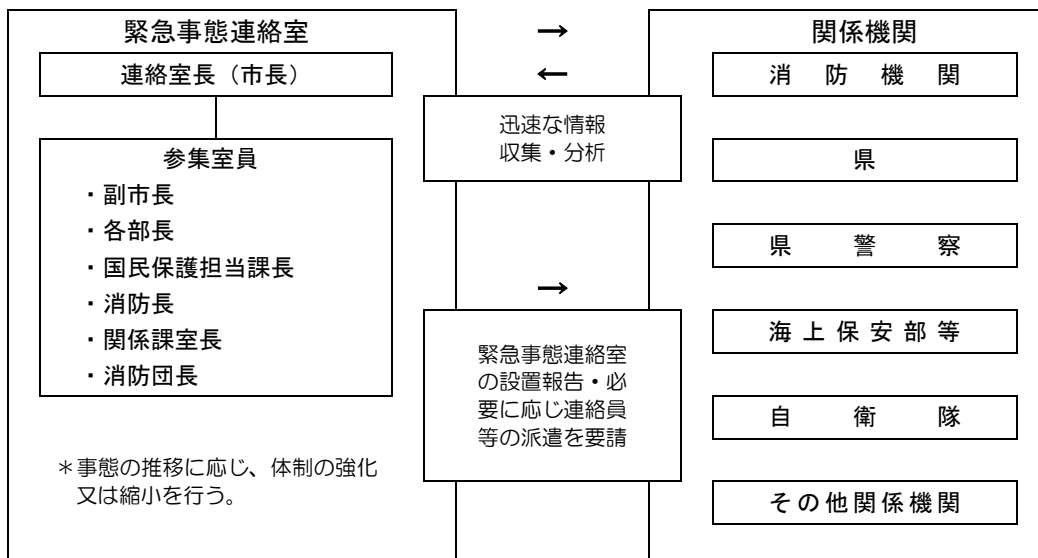 緊急事態連絡室
連絡室長（市長）
参集室員
・副市長
・各部長
・国民保護担当課長
・消防長
・関係課室長
・消防団長
＊事態の推移に応じ、体制の強化
又は縮小を行う。
→
←
迅速な情報
収集・分析
→
緊急事態連絡室
の設置報告・必
要に応じ連絡員
等の派遣を要請
関係機関
消防機関
県
県警察
海上保安部等
自衛隊
その他関係機関